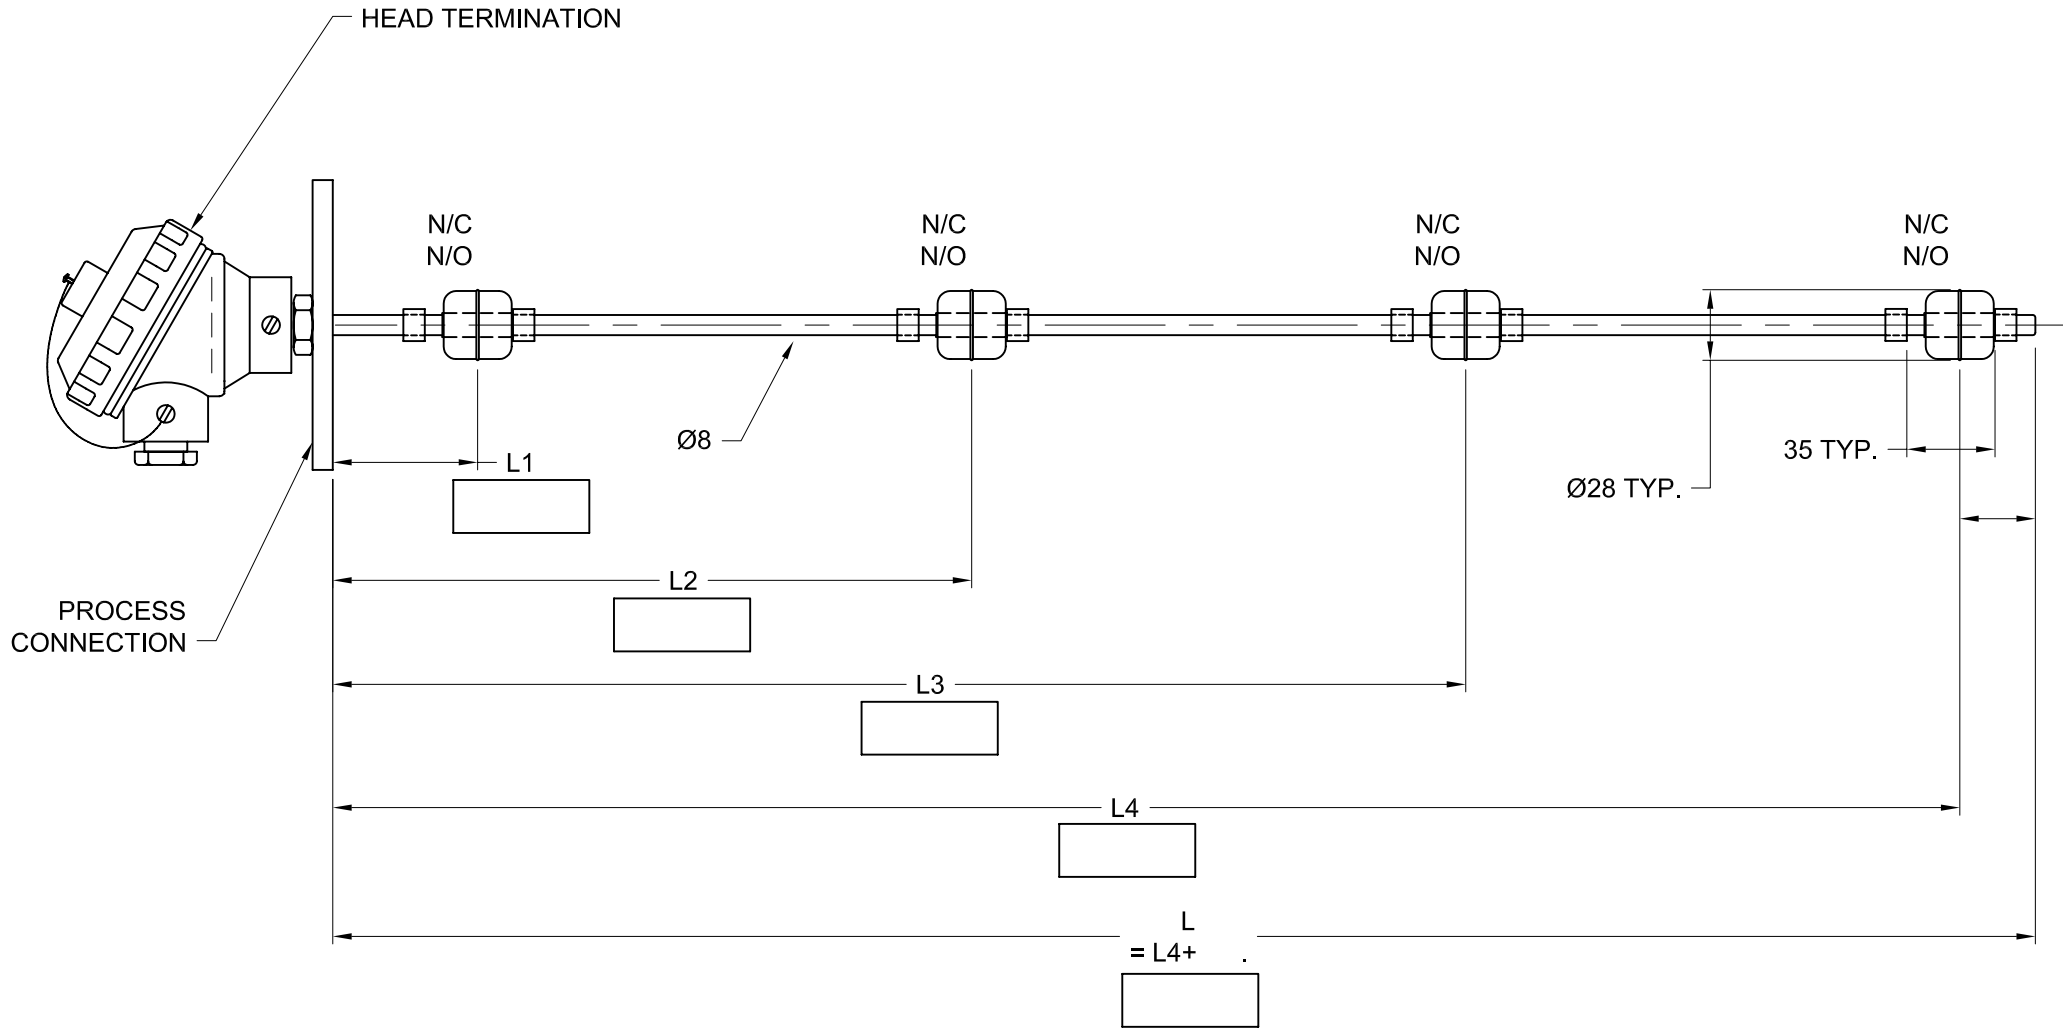 HEAD TERMINATION
N/C
N/O
N/C
N/O
N/C
N/O
N/C
N/O
Ø8
35 TYP.
Ø28 TYP.
L1
L2
PROCESS
CONNECTION
L3
L4
L
= L4+ .